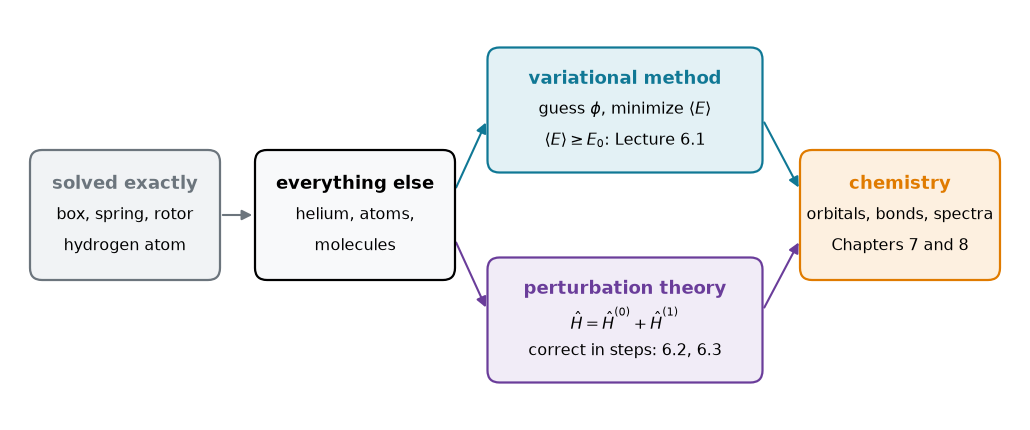 solved exactly
box, spring, rotor
hydrogen atom
everything else
helium, atoms,
molecules
variational method
guess ϕ, minimize ⟨E⟩
⟨E⟩ ≥ E₀: Lecture 6.1
perturbation theory
Ĥ = Ĥ⁽⁰⁾ + Ĥ⁽¹⁾
correct in steps: 6.2, 6.3
chemistry
orbitals, bonds, spectra
Chapters 7 and 8